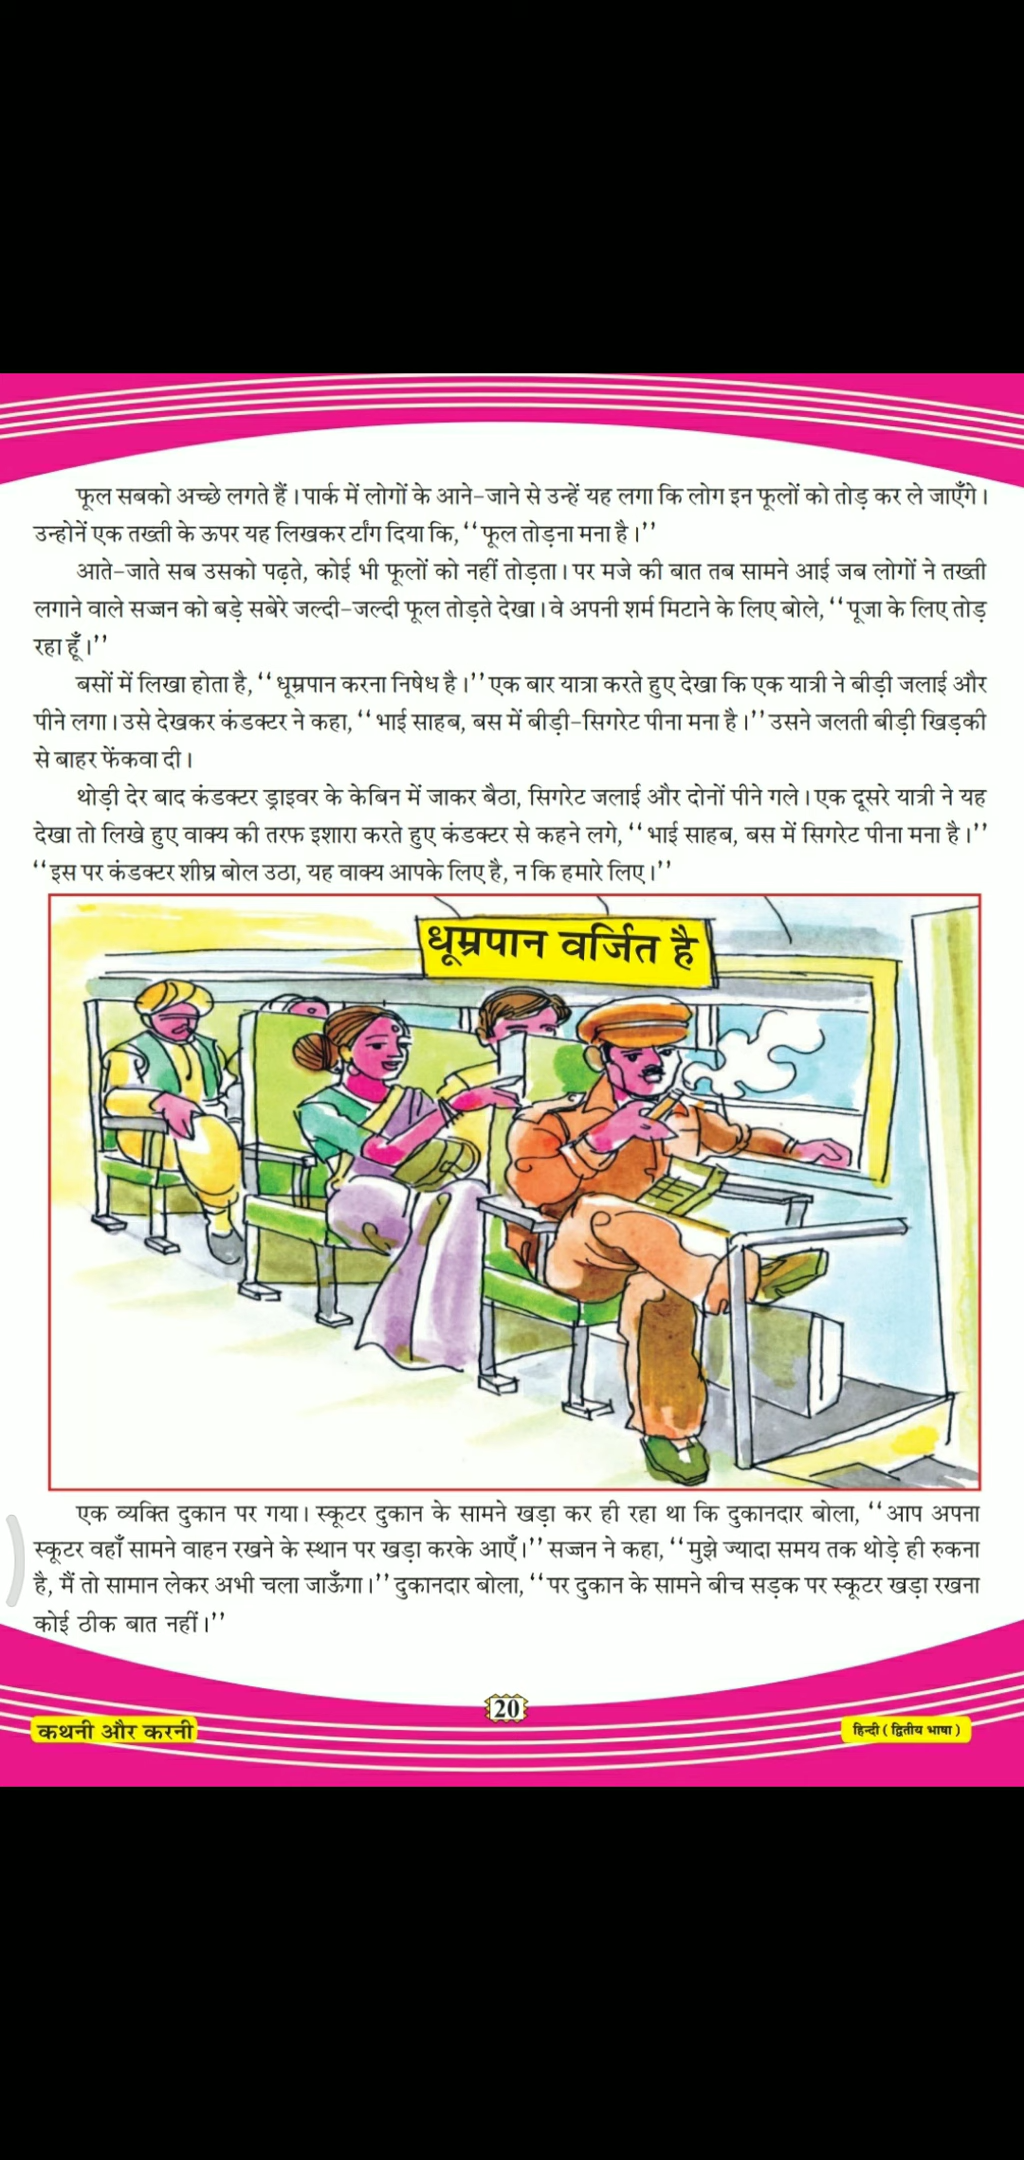 फूल सबको अच्छे लगते हैं। पार्क में लोगों के आने-जाने से उन्हें यह लगा कि लोग इन फूलों को तोड़ कर ले जाएँगे।
उन्होनें एक तख्ती के ऊपर यह लिखकर टाँग दिया कि, ‘‘फूल तोड़ना मना है।’’
आते-जाते सब उसको पढ़ते, कोई भी फूलों को नहीं तोड़ता। पर मजे की बात तब सामने आई जब लोगों ने तख्ती
लगाने वाले सज्जन को बड़े सबेरे जल्दी-जल्दी फूल तोड़ते देखा। वे अपनी शर्म मिटाने के लिए बोले, ‘‘पूजा के लिए तोड़
रहा हूँ।’’
बसों में लिखा होता है, ‘‘धूम्रपान करना निषेध है।’’ एक बार यात्रा करते हुए देखा कि एक यात्री ने बीड़ी जलाई और
पीने लगा। उसे देखकर कंडक्टर ने कहा, ‘‘भाई साहब, बस में बीड़ी-सिगरेट पीना मना है।’’ उसने जलती बीड़ी खिड़की
से बाहर फेंकवा दी।
थोड़ी देर बाद कंडक्टर ड्राइवर के केबिन में जाकर बैठा, सिगरेट जलाई और दोनों पीने गले। एक दूसरे यात्री ने यह
देखा तो लिखे हुए वाक्य की तरफ इशारा करते हुए कंडक्टर से कहने लगे, ‘‘भाई साहब, बस में सिगरेट पीना मना है।’’
‘‘इस पर कंडक्टर शीघ्र बोल उठा, यह वाक्य आपके लिए है, न कि हमारे लिए।’’
धूम्रपान वर्जित है
एक व्यक्ति दुकान पर गया। स्कूटर दुकान के सामने खड़ा कर ही रहा था कि दुकानदार बोला, ‘‘आप अपना
स्कूटर वहाँ सामने वाहन रखने के स्थान पर खड़ा करके आएँ।’’ सज्जन ने कहा, ‘‘मुझे ज्यादा समय तक थोड़े ही रुकना
है, मैं तो सामान लेकर अभी चला जाऊँगा।’’ दुकानदार बोला, ‘‘पर दुकान के सामने बीच सड़क पर स्कूटर खड़ा रखना
कोई ठीक बात नहीं।’’
20
कथनी और करनी
हिन्दी ( द्वितीय भाषा )